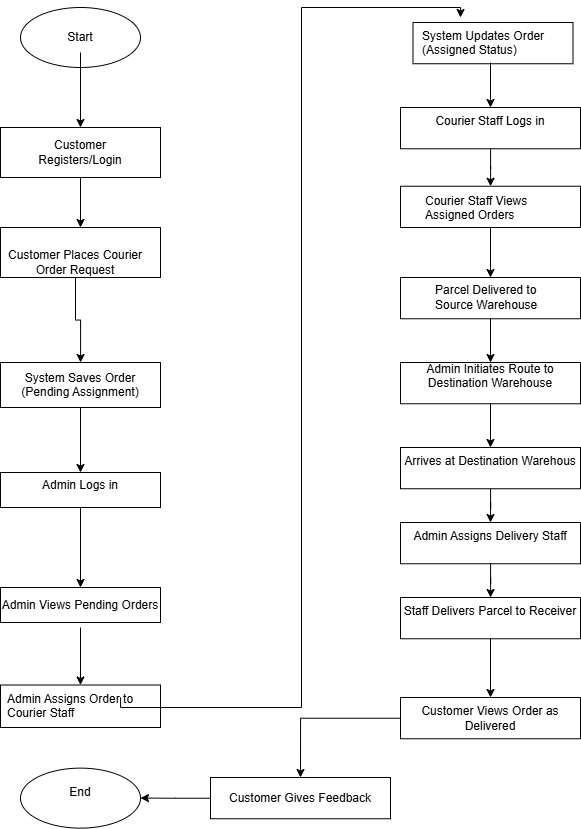 Start
Customer
Registers/Login
Customer Places Courier
Order Request
System Saves Order
(Pending Assignment)
Admin Logs in
Admin Views Pending Orders
Admin Assigns Order to
Courier Staff
System Updates Order
(Assigned Status)
Courier Staff Logs in
Courier Staff Views
Assigned Orders
Parcel Delivered to
Source Warehouse
Admin Initiates Route to
Destination Warehouse
Arrives at Destination Warehous
Admin Assigns Delivery Staff
Staff Delivers Parcel to Receiver
Customer Views Order as
Delivered
Customer Gives Feedback
End